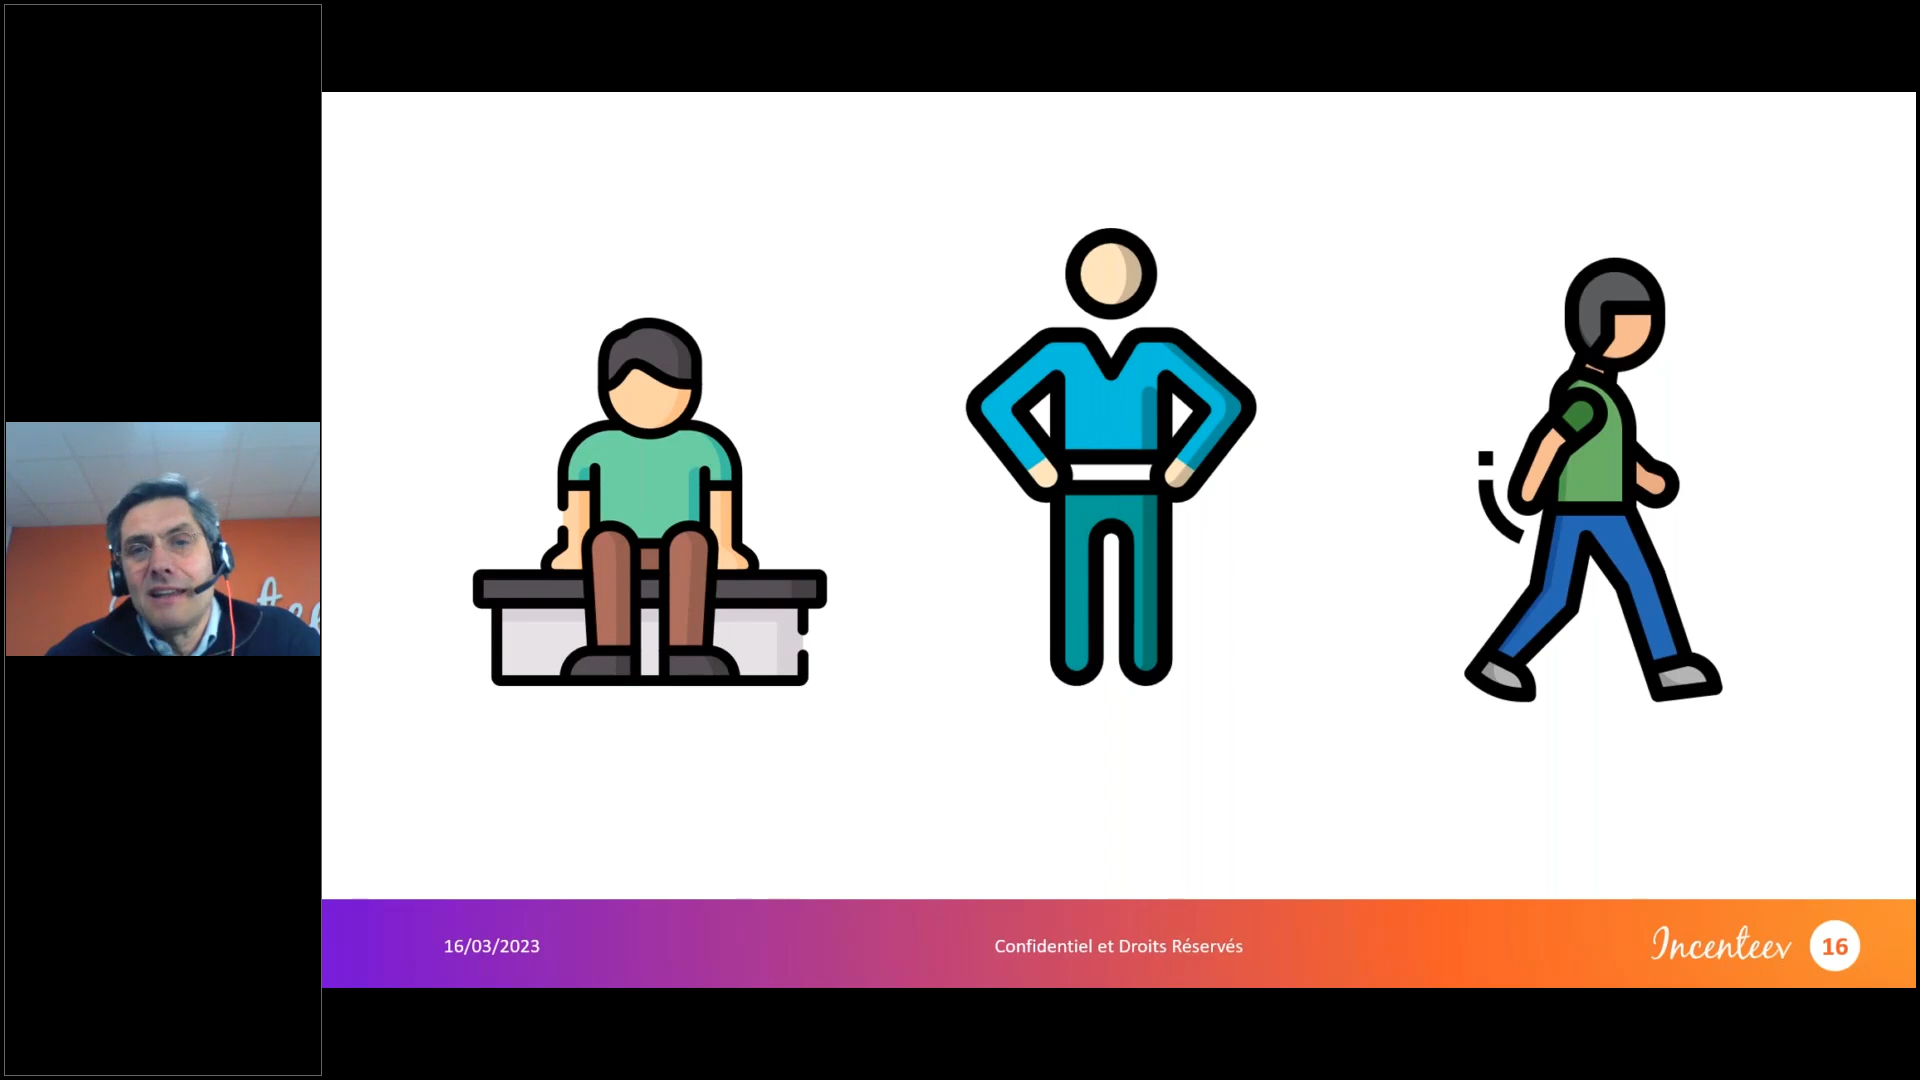 16/03/2023
Confidentiel et Droits Réservés
Incenteev
16